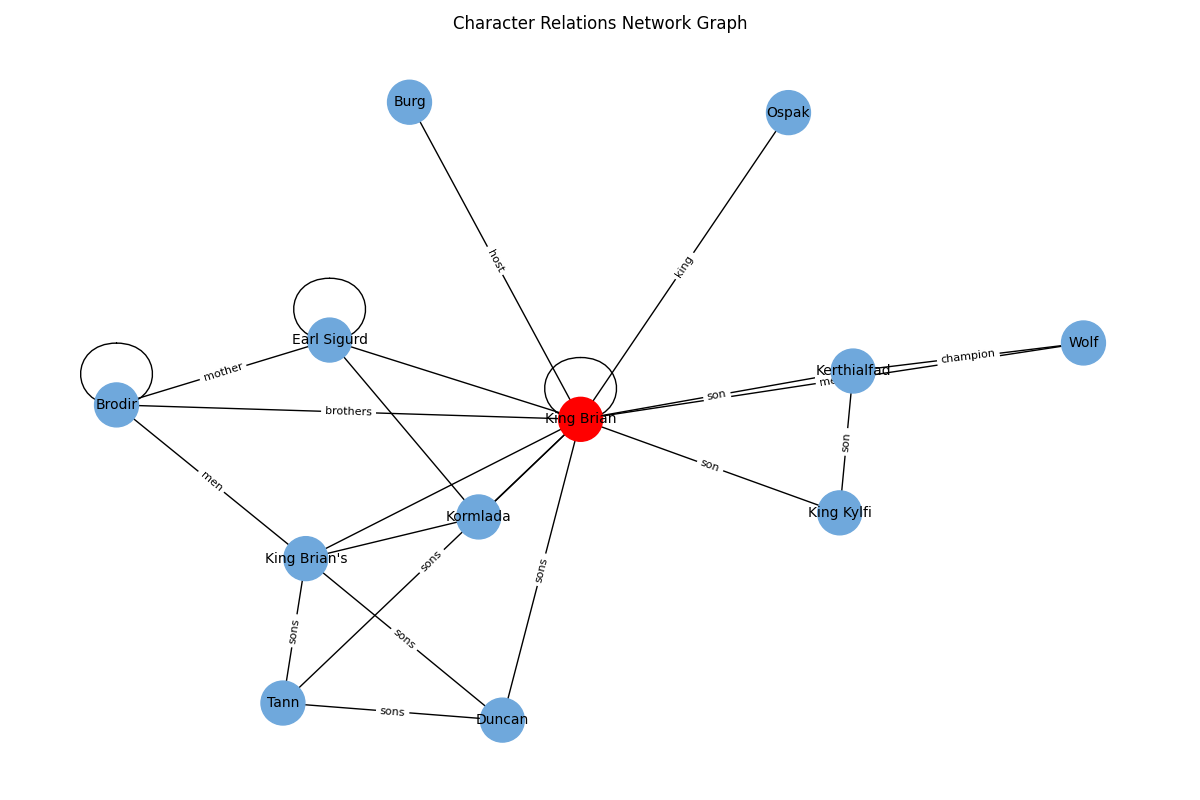 Character Relations Network Graph
Burg
Ospak
host
king
Earl Sigurd
Wolf
champion
Kerthialfad
mother
son
Brodir
brothers
King Brian
son
son
men
King Kylfi
Kormlada
King Brian's
sons
sons
sons
sons
Tann
sons
Duncan